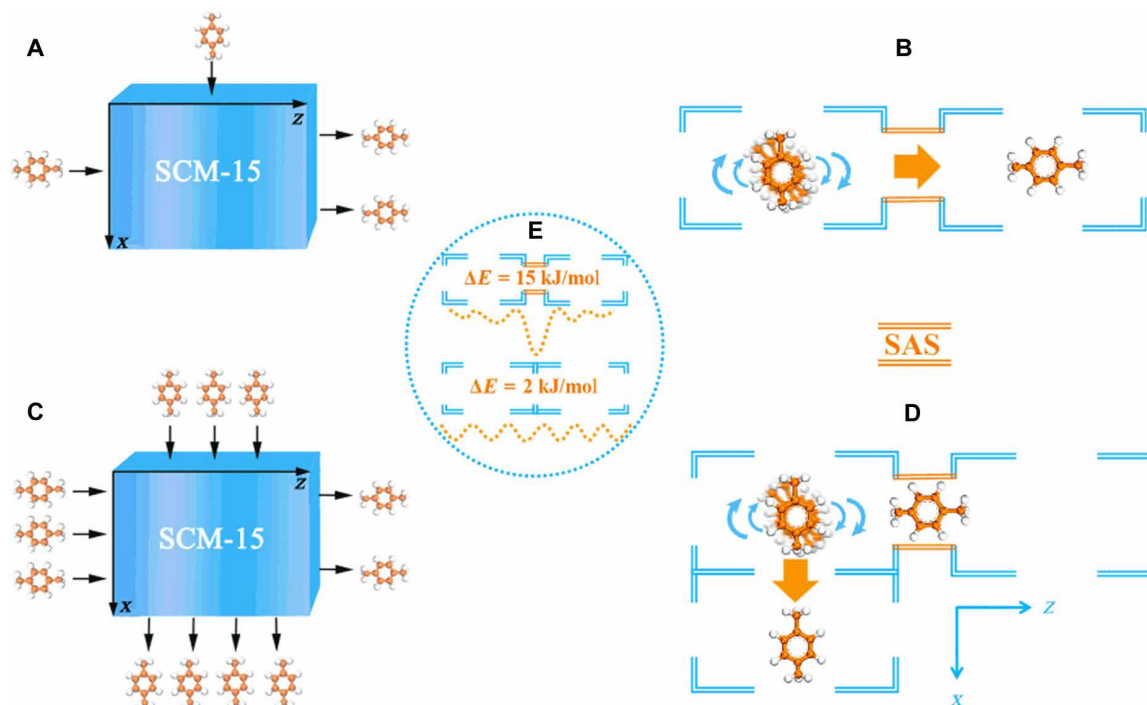 A
B
z
SCM-15
x
E
ΔE = 15 kJ/mol
SAS
ΔE = 2 kJ/mol
C
D
z
SCM-15
x
z
x